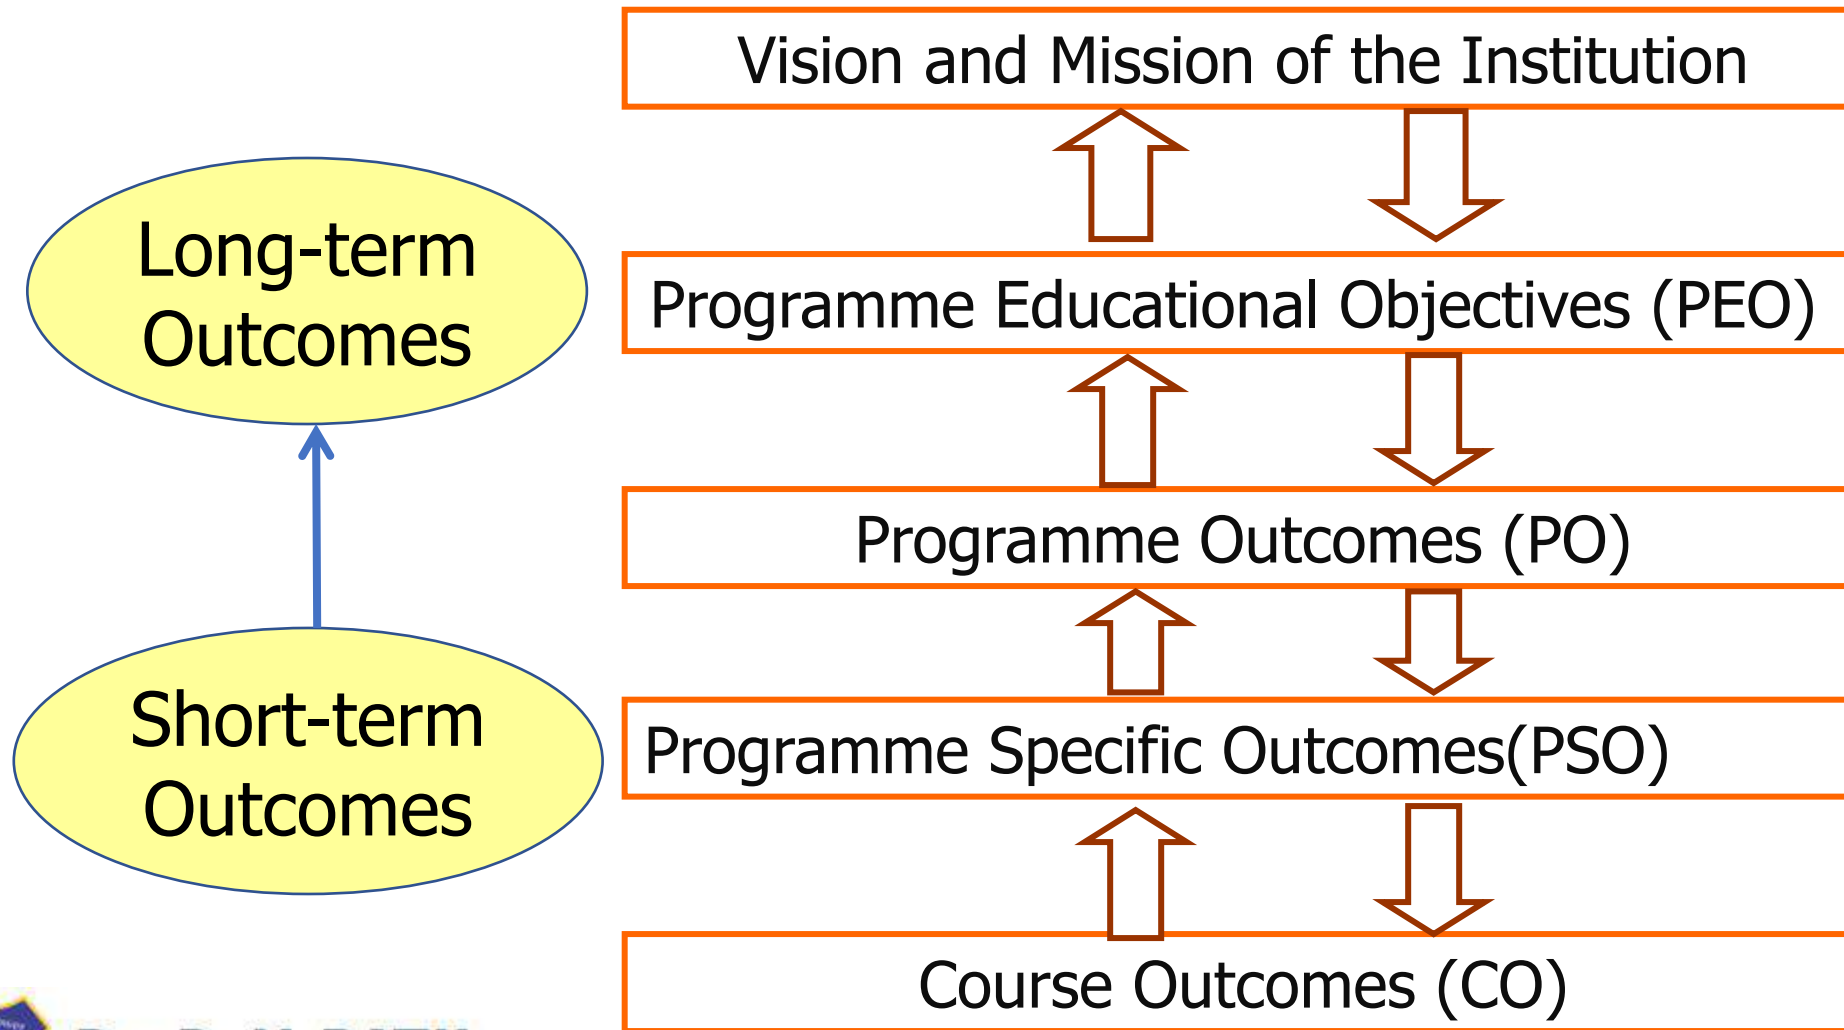 Vision and Mission of the Institution
Long-term
Outcomes
Programme Educational Objectives (PEO)
Programme Outcomes (PO)
Short-term
Outcomes
Programme Specific Outcomes(PSO)
Course Outcomes (CO)